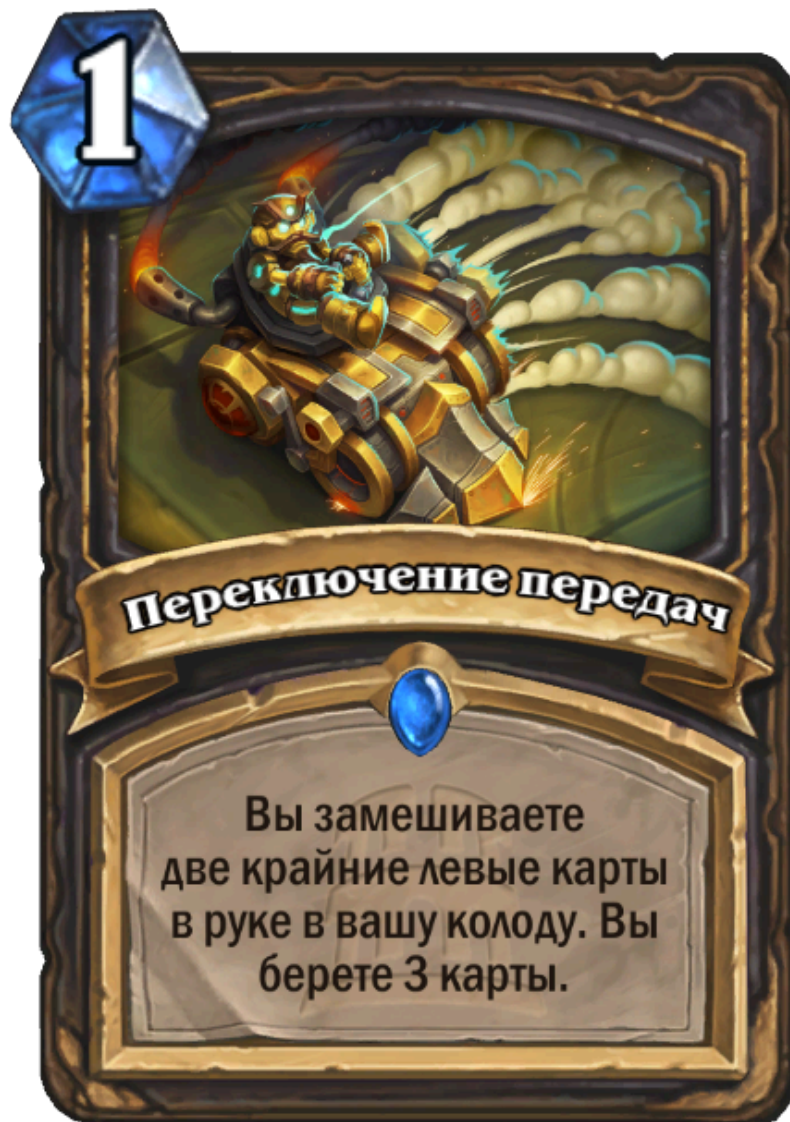 1
Переключение передач
Вы замешиваете
две крайние левые карты
в руке в вашу колоду. Вы
берете 3 карты.